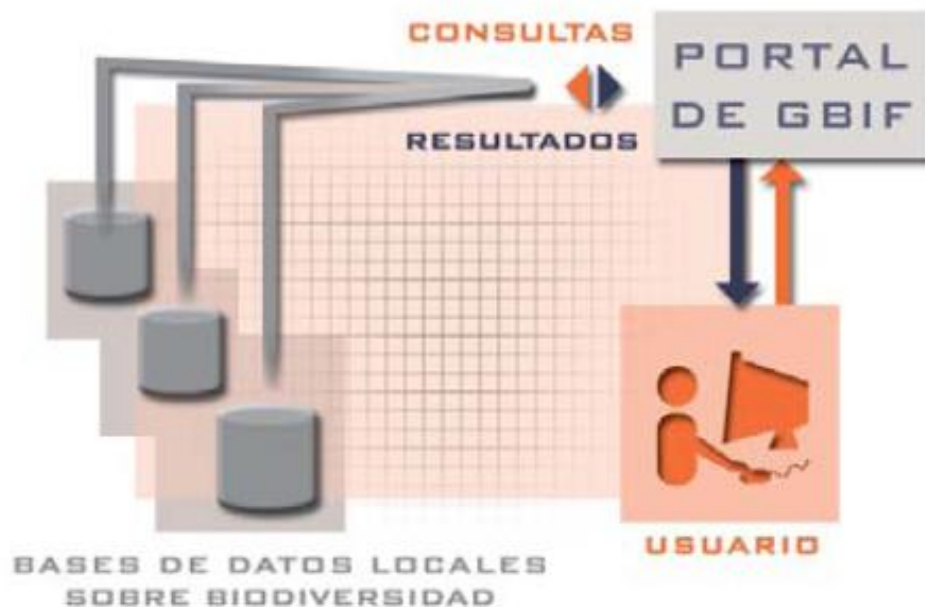 CONSULTAS
PORTAL
DE GBIF
RESULTADOS
USUARIO
BASES DE DATOS LOCALES
SOBRE BIODIVERSIDAD